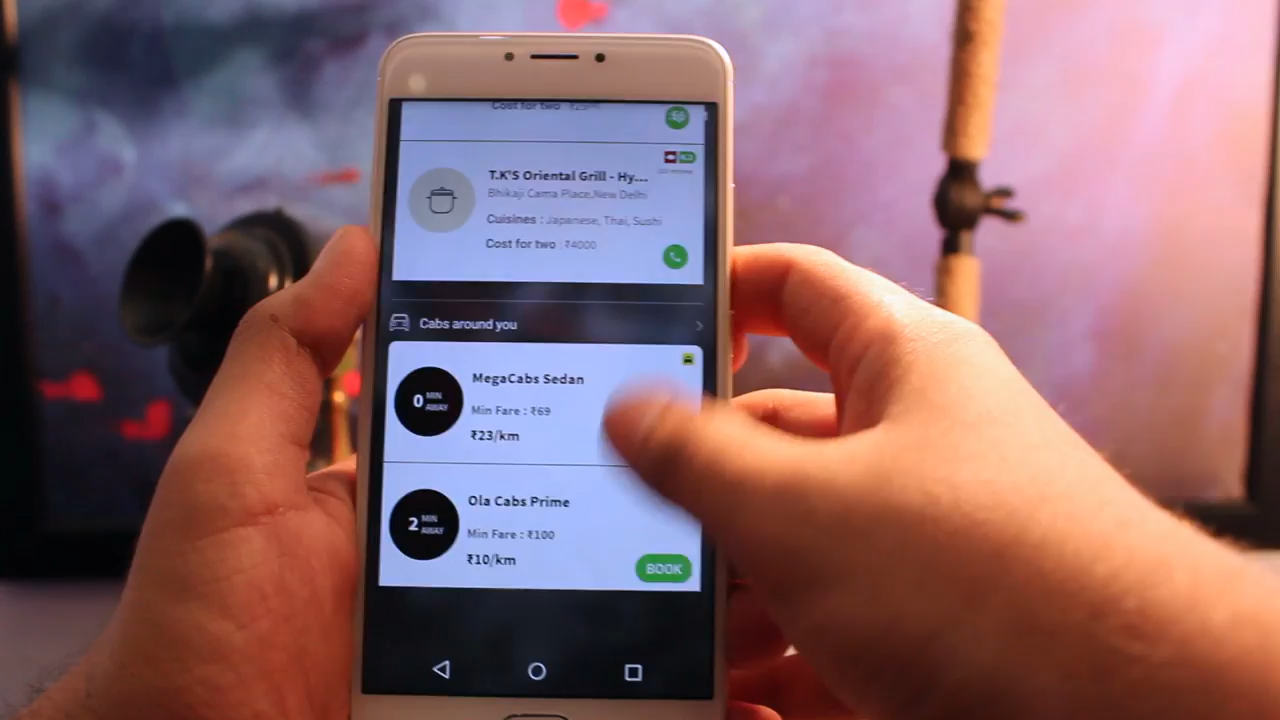 Cost for two
T.K'S Oriental Grill - Hy...
Bhikaji Cama Place,New Delhi
Cuisines : Japanese, Thai, Sushi
Cost for two : ₹4000
Cabs around you
0 MIN AWAY
MegaCabs Sedan
Min Fare : ₹69
₹23/km
2 MIN AWAY
Ola Cabs Prime
Min Fare : ₹100
₹10/km
BOOK